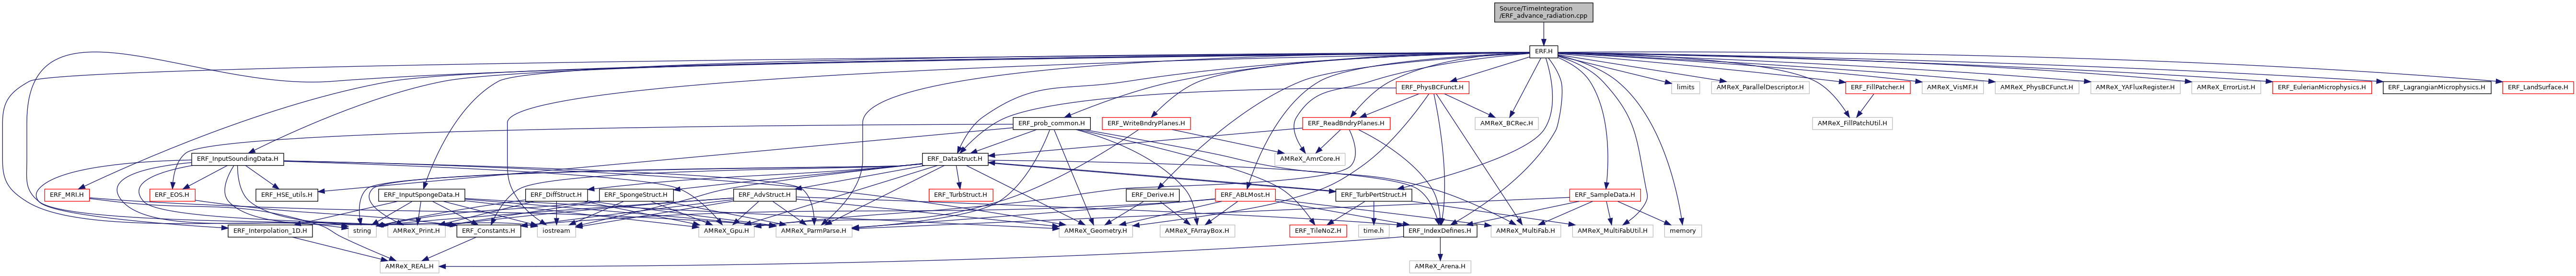 Source/TimeIntegration
/ERF_advance_radiation.cpp
ERF.H
ERF_PhysBCFunct.H
limits
AMReX_ParallelDescriptor.H
ERF_FillPatcher.H
AMReX_VisMF.H
AMReX_PhysBCFunct.H
AMReX_YAFluxRegister.H
AMReX_ErrorList.H
ERF_EulerianMicrophysics.H
ERF_LagrangianMicrophysics.H
ERF_LandSurface.H
ERF_prob_common.H
ERF_WriteBndryPlanes.H
ERF_ReadBndryPlanes.H
AMReX_BCRec.H
AMReX_FillPatchUtil.H
ERF_InputSoundingData.H
ERF_DataStruct.H
AMReX_AmrCore.H
ERF_MRI.H
ERF_EOS.H
ERF_HSE_utils.H
ERF_InputSpongeData.H
ERF_DiffStruct.H
ERF_SpongeStruct.H
ERF_AdvStruct.H
ERF_TurbStruct.H
ERF_Derive.H
ERF_ABLMost.H
ERF_TurbPertStruct.H
ERF_SampleData.H
ERF_Interpolation_1D.H
string
AMReX_Print.H
ERF_Constants.H
iostream
AMReX_Gpu.H
AMReX_ParmParse.H
AMReX_Geometry.H
AMReX_FArrayBox.H
ERF_TileNoZ.H
time.h
ERF_IndexDefines.H
AMReX_MultiFab.H
AMReX_MultiFabUtil.H
memory
AMReX_REAL.H
AMReX_Arena.H